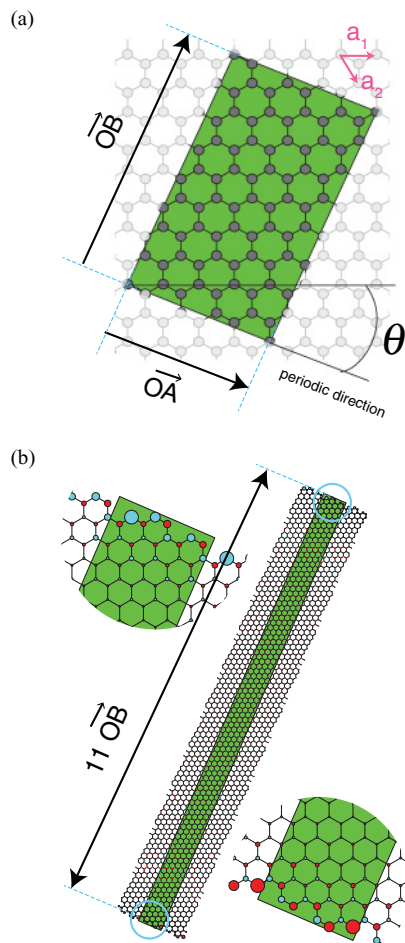 (a)
a1
a2
OB
θ
OA
periodic direction
(b)
11 OB